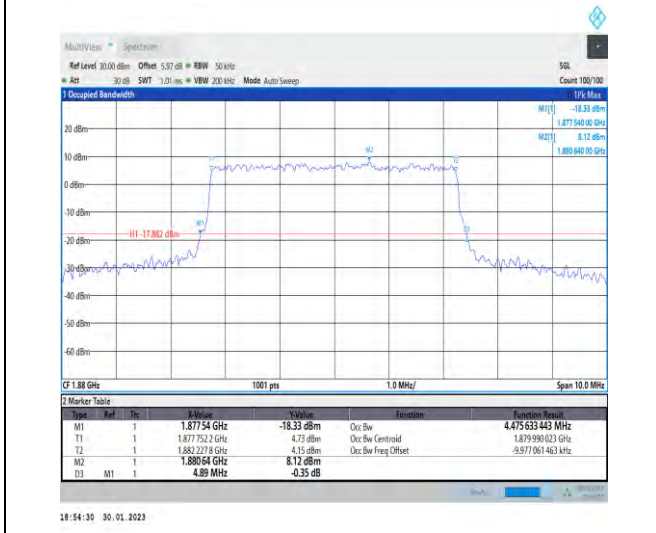 MultiView Spectrum
Ref Level 30.00 dBm Offset 5.97 dB RBW 50 kHz SGL
Att 30 dB SWT 1.01 ms VBW 200 kHz Mode Auto Sweep Count 100/100
1 Occupied Bandwidth 1Pk Max
M1[1] -18.33 dBm
1.877 540 00 GHz
M2[1] 8.12 dBm
1.880 640 00 GHz
20 dBm
10 dBm
M2
T2
0 dBm
-10 dBm
M1
H1 -17.882 dBm
D3
-20 dBm
-30 dBm
-40 dBm
-50 dBm
-60 dBm
CF 1.88 GHz 1001 pts 1.0 MHz/ Span 10.0 MHz
2 Marker Table
Type Ref Trc X-Value Y-Value Function Function Result
M1 1 1.87754 GHz -18.33 dBm Occ Bw 4.475 633 443 MHz
T1 1 1.877 752 2 GHz 4.73 dBm Occ Bw Centroid 1.879 990 023 GHz
T2 1 1.882 227 8 GHz 4.15 dBm Occ Bw Freq Offset -9.977 061 463 kHz
M2 1 1.88064 GHz 8.12 dBm
D3 M1 1 4.89 MHz -0.35 dB
18:54:30 30.01.2023